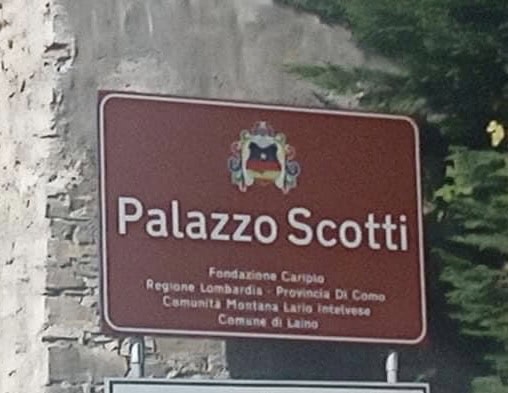 Palazzo Scotti
Fondazione Cariplo
Regione Lombardia - Provincia Di Como
Comunità Montana Lario Intelvese
Comune di Laino